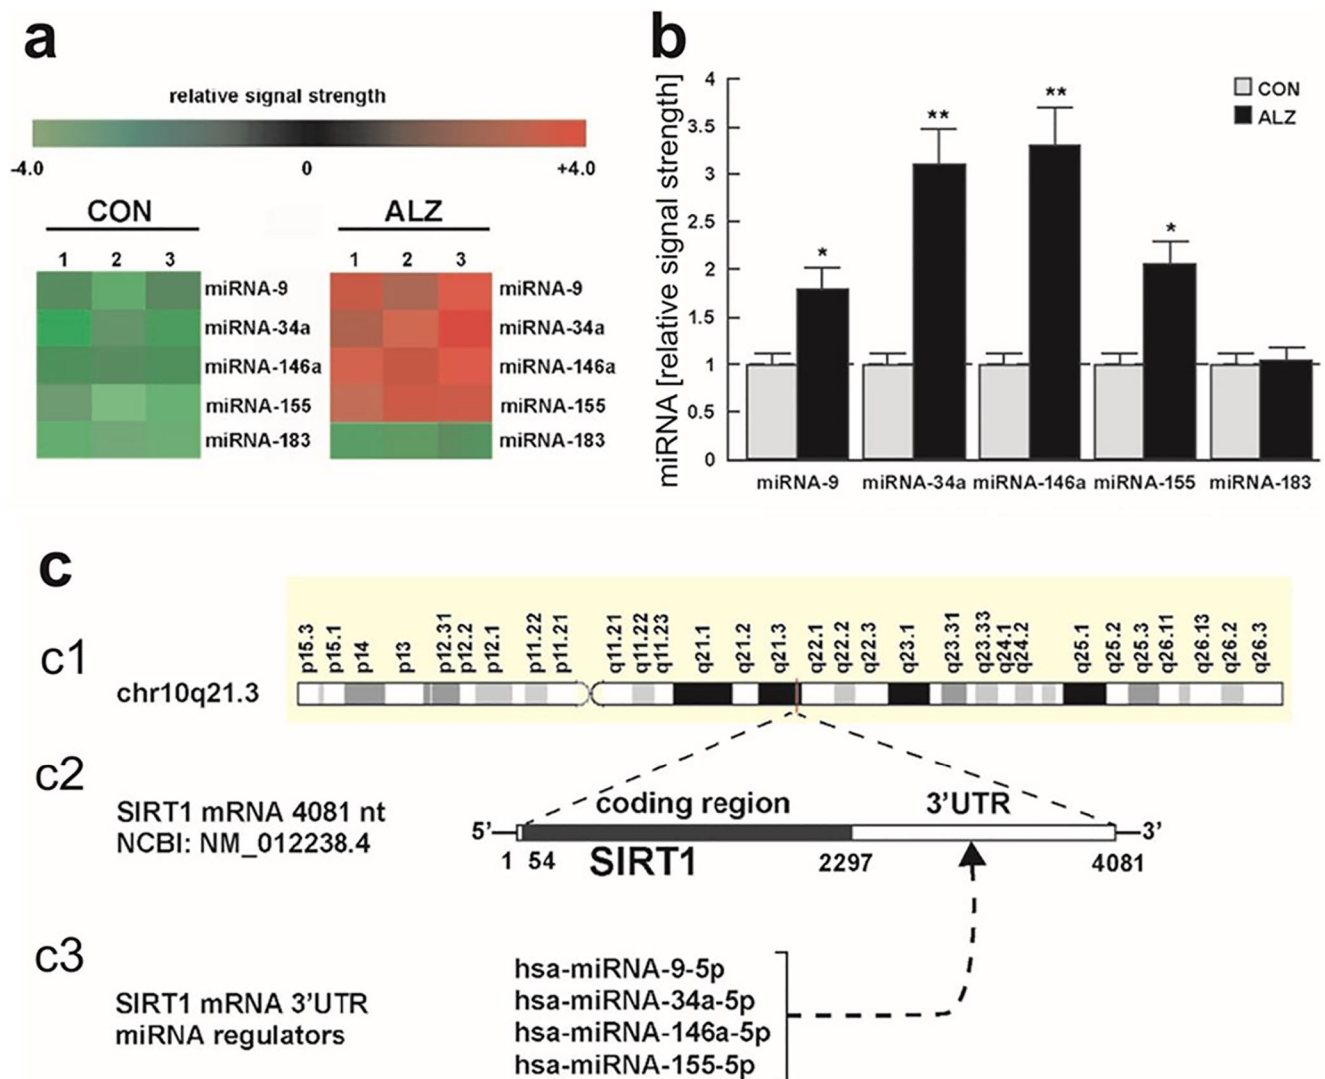 a
relative signal strength
-4.0 0 +4.0
CON ALZ
1 2 3 1 2 3
miRNA-9 miRNA-9
miRNA-34a miRNA-34a
miRNA-146a miRNA-146a
miRNA-155 miRNA-155
miRNA-183 miRNA-183
b
miRNA [relative signal strength]
4
3.5
3
2.5
2
1.5
1
0.5
0
CON
ALZ
* ** ** *
miRNA-9 miRNA-34a miRNA-146a miRNA-155 miRNA-183
c
c1
chr10q21.3
p15.3 p15.1 p14 p13 p12.31 p12.2 p12.1 p11.22 p11.21 q11.21 q11.22 q11.23 q21.1 q21.2 q21.3 q22.1 q22.2 q22.3 q23.1 q23.31 q23.33 q24.1 q24.2 q25.1 q25.2 q25.3 q26.11 q26.13 q26.2 q26.3
c2
SIRT1 mRNA 4081 nt
NCBI: NM_012238.4
coding region 3’UTR
5’ 3’
1 54 SIRT1 2297 4081
c3
SIRT1 mRNA 3’UTR
miRNA regulators
hsa-miRNA-9-5p
hsa-miRNA-34a-5p
hsa-miRNA-146a-5p
hsa-miRNA-155-5p